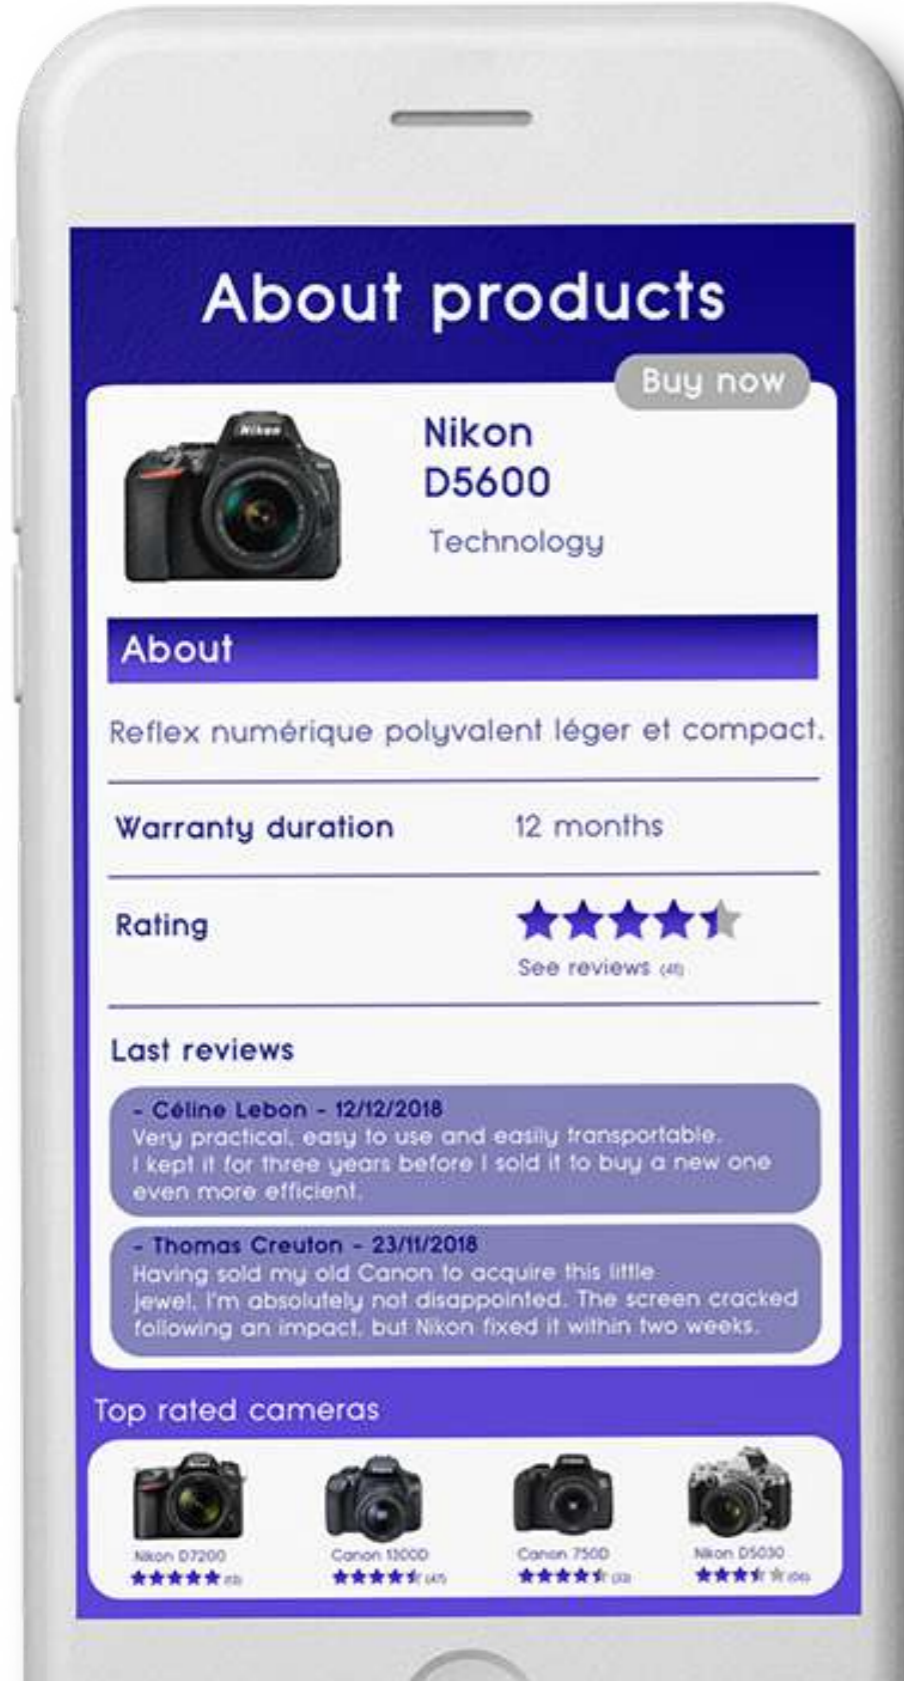 About products
Buy now
Nikon
Nikon
D5600
Technology
About
Reflex numérique polyvalent léger et compact.
Warranty duration 12 months
Rating
See reviews
Last reviews
- Céline Lebon - 12/12/2018
Very practical, easy to use and easily transportable.
I kept it for three years before I sold it to buy a new one
even more efficient.
- Thomas Creuton - 23/11/2018
Having sold my old Canon to acquire this little
jewel, I'm absolutely not disappointed. The screen cracked
following an impact, but Nikon fixed it within two weeks.
Top rated cameras
Nikon D7200 Canon 1300D Canon 750D Nikon D5030